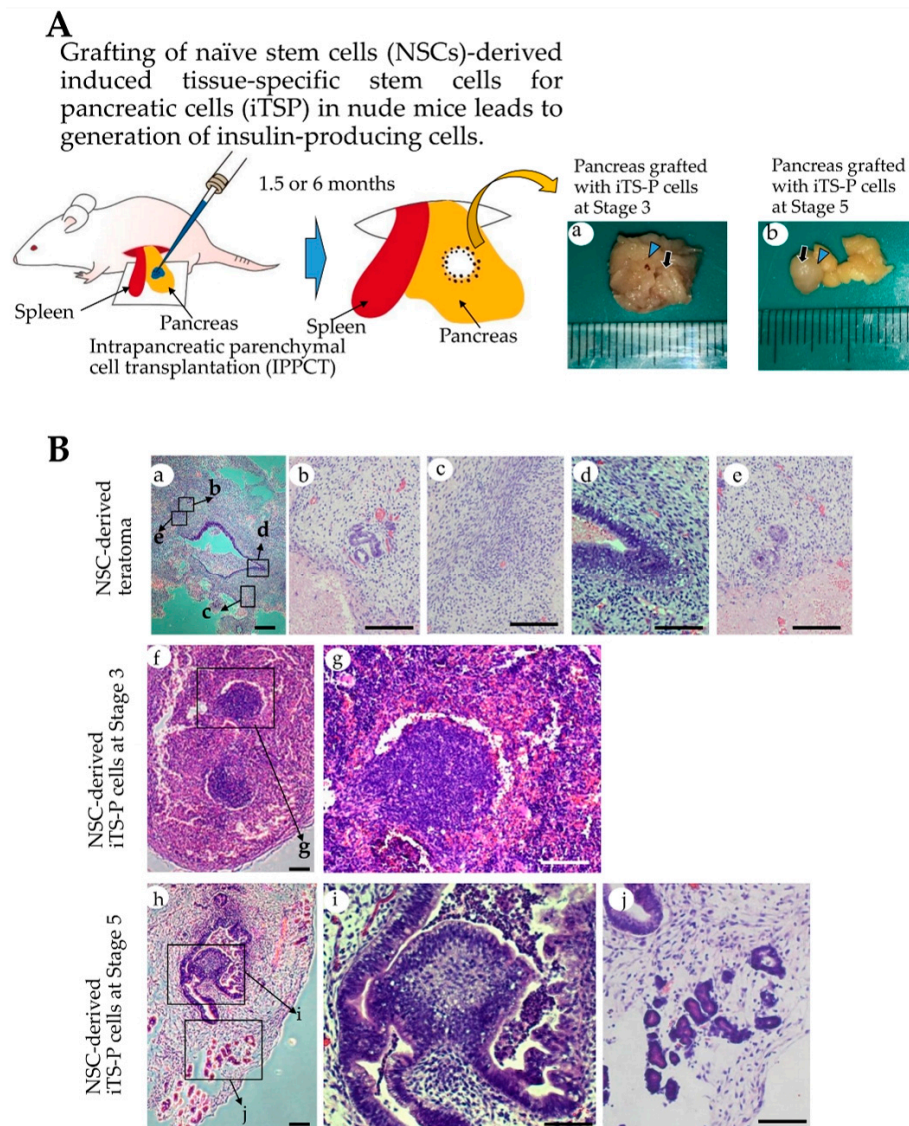 A
Grafting of naïve stem cells (NSCs)-derived
induced tissue-specific stem cells for
pancreatic cells (iTSP) in nude mice leads to
generation of insulin-producing cells.
1.5 or 6 months
Pancreas grafted
with iTS-P cells
at Stage 3
Pancreas grafted
with iTS-P cells
at Stage 5
a
b
Spleen
Pancreas
Intrapancreatic parenchymal
cell transplantation (IPPCT)
Spleen
Pancreas
B
NSC-derived
teratoma
a
b
e
d
c
b
c
d
e
NSC-derived
iTS-P cells at Stage 3
f
g
g
NSC-derived
iTS-P cells at Stage 5
h
i
j
i
j